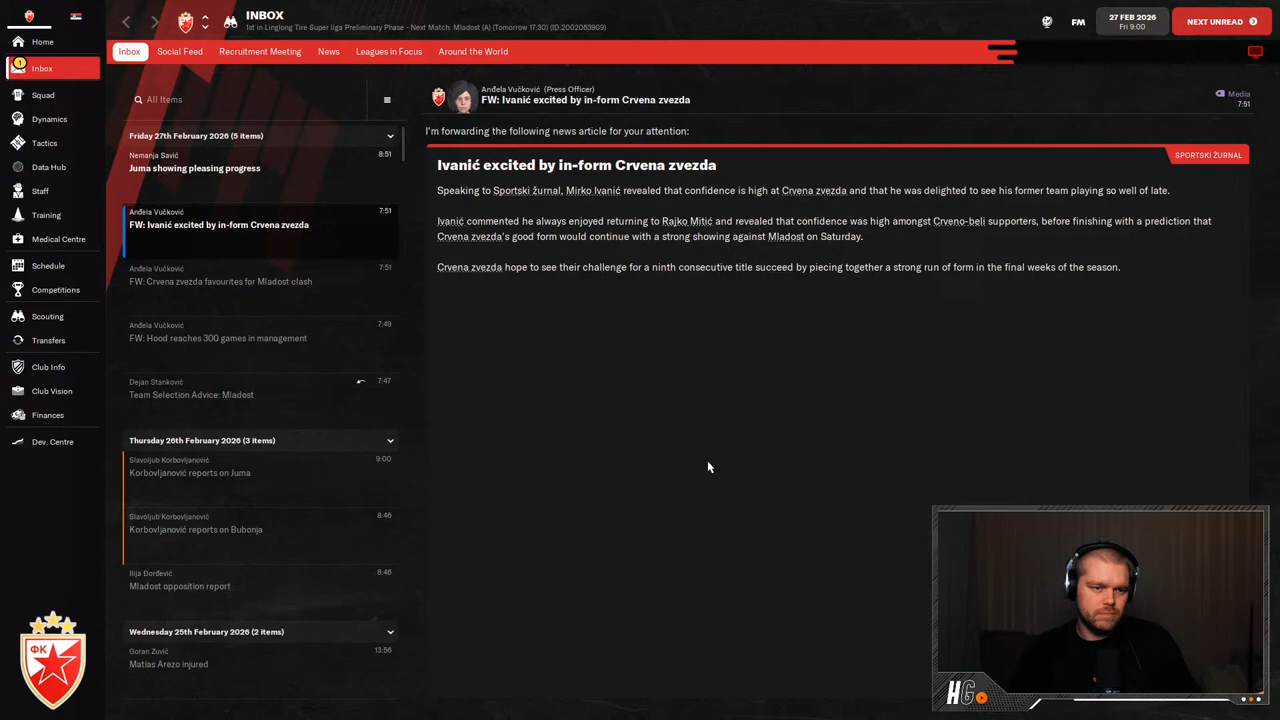 INBOX
1st in Linglong Tire Super liga Preliminary Phase - Next Match: Mladost (A) (Tomorrow 17:30) (ID:2002063909)
FM
27 FEB 2026
Fri 9:00
NEXT UNREAD
Home
1
Inbox
Squad
Dynamics
Tactics
Data Hub
Staff
Training
Medical Centre
Schedule
Competitions
Scouting
Transfers
Club Info
Club Vision
Finances
Dev. Centre
ФК
Inbox
Social Feed
Recruitment Meeting
News
Leagues in Focus
Around the World
All Items
Friday 27th February 2026 (5 items)
Nemanja Savić 8:51
Juma showing pleasing progress
Anđela Vučković 7:51
FW: Ivanić excited by in-form Crvena zvezda
Anđela Vučković 7:51
FW: Crvena zvezda favourites for Mladost clash
Anđela Vučković 7:49
FW: Hood reaches 300 games in management
Dejan Stanković 7:47
Team Selection Advice: Mladost
Thursday 26th February 2026 (3 items)
Slavoljub Korbovljanović 9:00
Korbovljanović reports on Juma
Slavoljub Korbovljanović 8:46
Korbovljanović reports on Bubonja
Ilija Đorđević 8:46
Mladost opposition report
Wednesday 25th February 2026 (2 items)
Goran Zuvić 13:56
Matías Arezo injured
Anđela Vučković (Press Officer)
FW: Ivanić excited by in-form Crvena zvezda
Media
7:51
I'm forwarding the following news article for your attention:
SPORTSKI ŽURNAL
Ivanić excited by in-form Crvena zvezda
Speaking to Sportski žurnal, Mirko Ivanić revealed that confidence is high at Crvena zvezda and that he was delighted to see his former team playing so well of late.
Ivanić commented he always enjoyed returning to Rajko Mitić and revealed that confidence was high amongst Crveno-beli supporters, before finishing with a prediction that
Crvena zvezda's good form would continue with a strong showing against Mladost on Saturday.
Crvena zvezda hope to see their challenge for a ninth consecutive title succeed by piecing together a strong run of form in the final weeks of the season.
HG